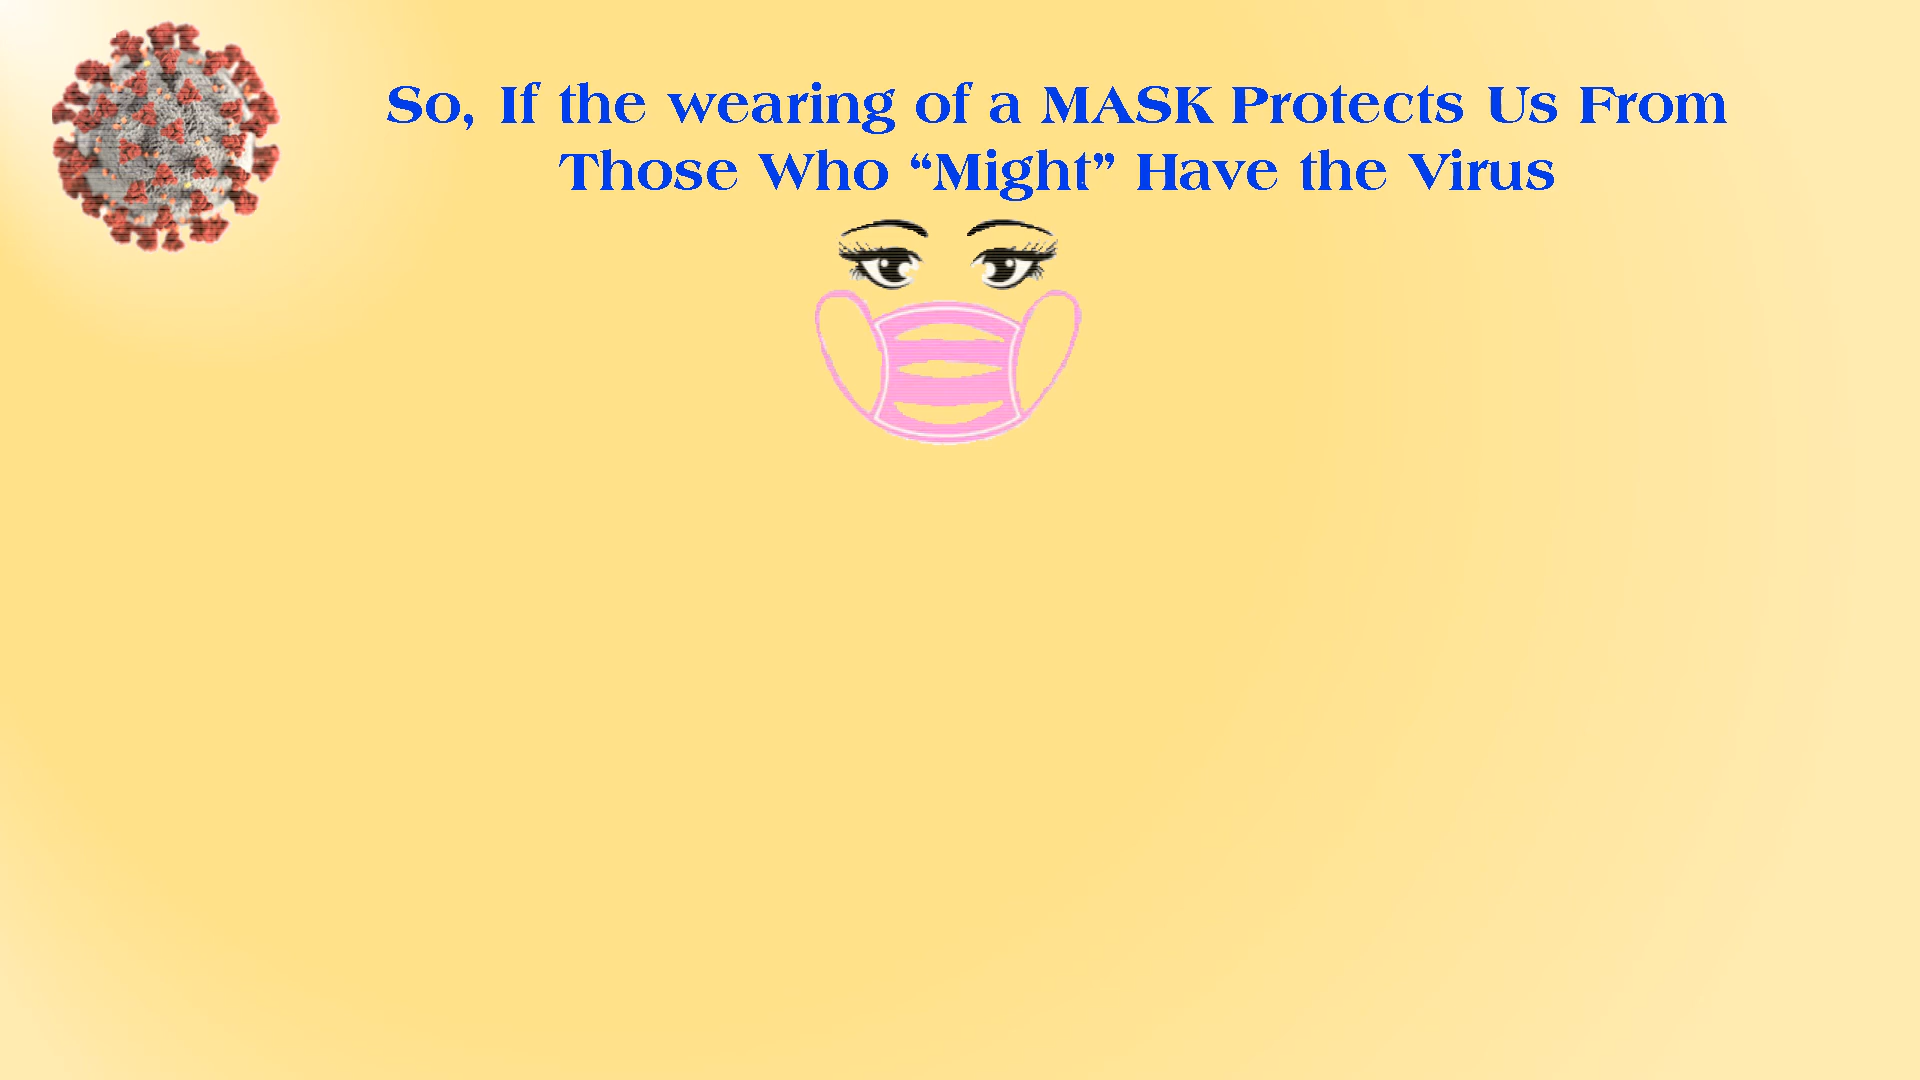 So, If the wearing of a MASK Protects Us From
Those Who “Might” Have the Virus